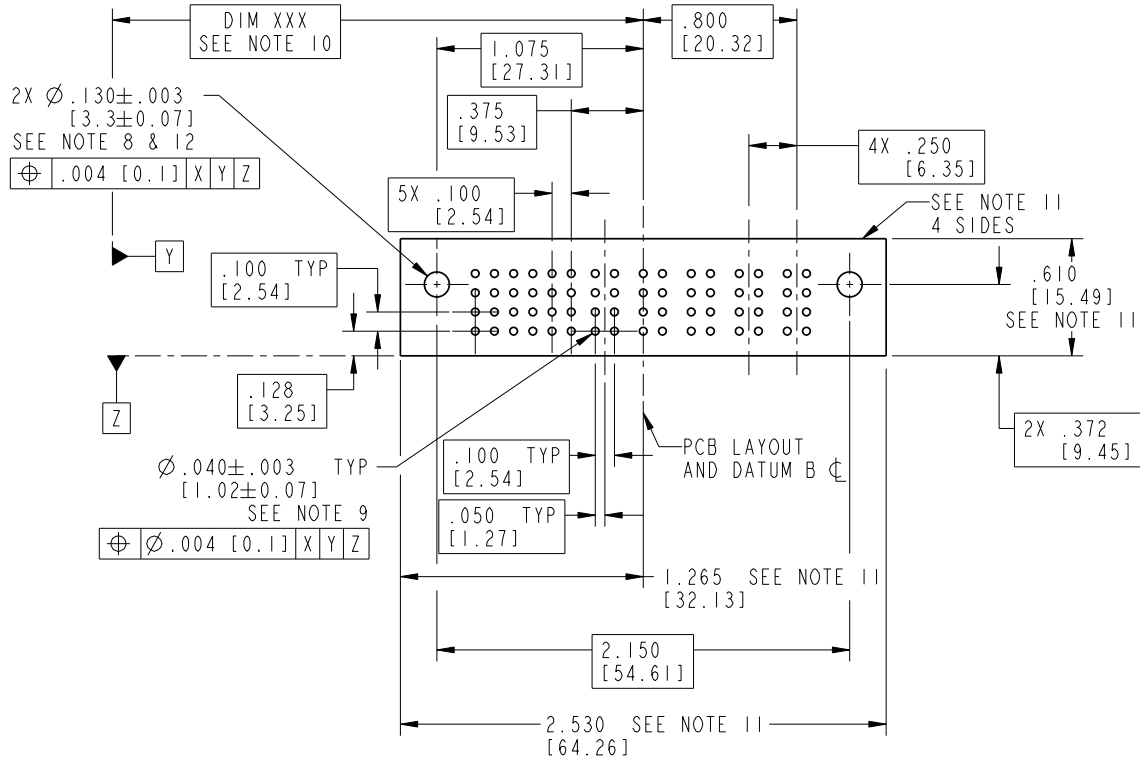 DIM XXX
SEE NOTE 10
.800
[20.32]
1.075
[27.31]
2X Ø .130±.003
[3.3±0.07]
SEE NOTE 8 & 12
⌖ .004 [0.1] X Y Z
.375
[9.53]
4X .250
[6.35]
5X .100
[2.54]
SEE NOTE 11
4 SIDES
Y
.100 TYP
[2.54]
.610
[15.49]
SEE NOTE 11
.128
[3.25]
Z
2X .372
[9.45]
PCB LAYOUT
AND DATUM B ℄
.100 TYP
[2.54]
Ø.040±.003 TYP
[1.02±0.07]
SEE NOTE 9
⌖ Ø.004 [0.1] X Y Z
.050 TYP
[1.27]
1.265 SEE NOTE 11
[32.13]
2.150
[54.61]
2.530 SEE NOTE 11
[64.26]